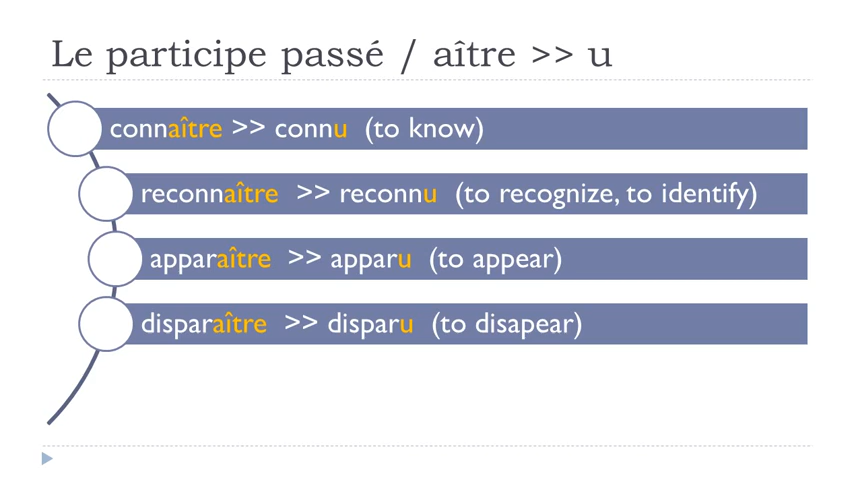 Le participe passé / aître >> u
connaître >> connu (to know)
reconnaître >> reconnu (to recognize, to identify)
apparaître >> apparu (to appear)
disparaître >> disparu (to disapear)